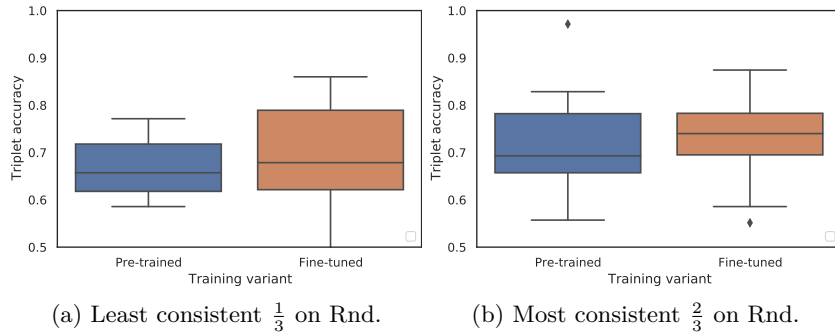 1.0
0.9
0.8
0.7
0.6
0.5
Triplet accuracy
Pre-trained Fine-tuned
Training variant
(a) Least consistent 1/3 on Rnd.
1.0
0.9
0.8
0.7
0.6
0.5
Triplet accuracy
Pre-trained Fine-tuned
Training variant
(b) Most consistent 2/3 on Rnd.